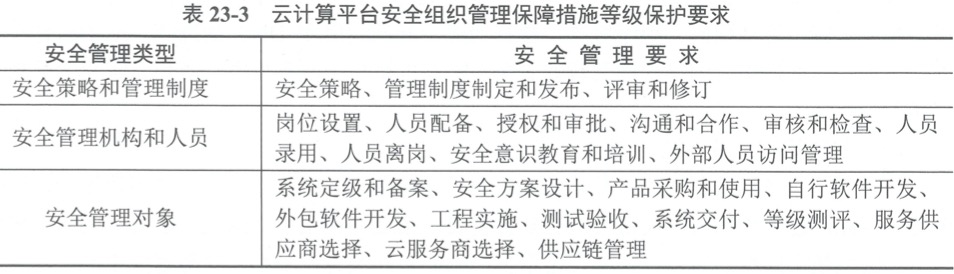 表 23-3 云计算平台安全组织管理保障措施等级保护要求
安全管理类型 安全管理要求
安全策略和管理制度 安全策略、管理制度制定和发布、评审和修订
安全管理机构和人员 岗位设置、人员配备、授权和审批、沟通和合作、审核和检查、人员
录用、人员离岗、安全意识教育和培训、外部人员访问管理
安全管理对象 系统定级和备案、安全方案设计、产品采购和使用、自行软件开发、
外包软件开发、工程实施、测试验收、系统交付、等级测评、服务供
应商选择、云服务商选择、供应链管理